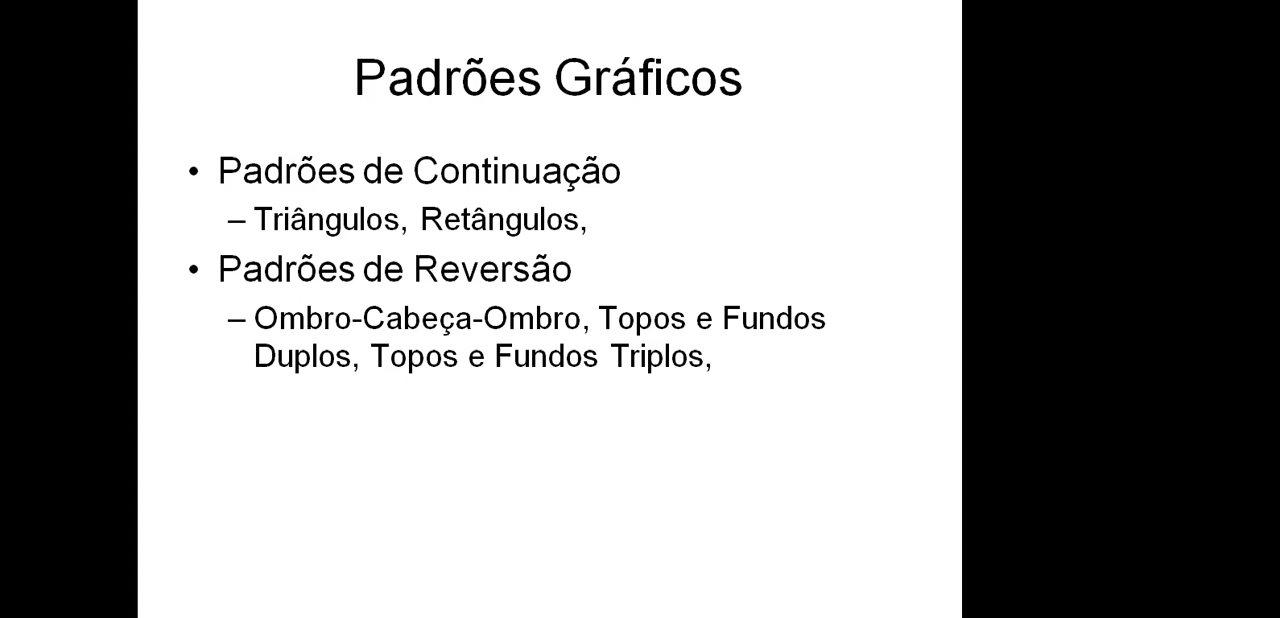 Padrões Gráficos
• Padrões de Continuação
– Triângulos, Retângulos,
• Padrões de Reversão
– Ombro-Cabeça-Ombro, Topos e Fundos
Duplos, Topos e Fundos Triplos,